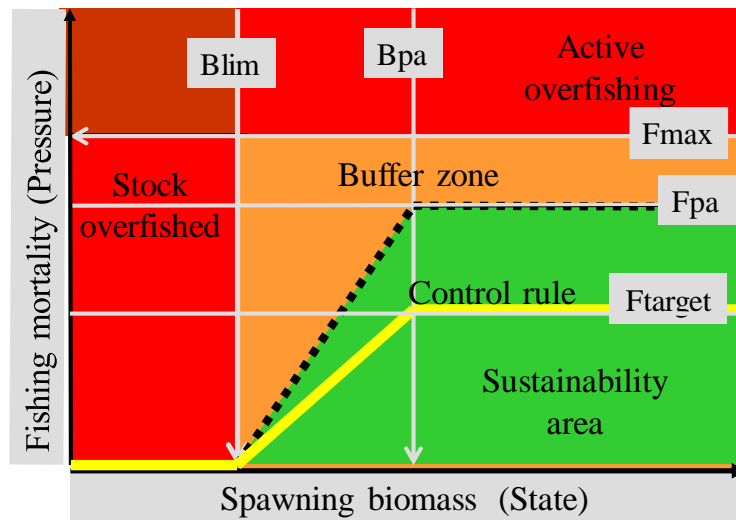 Blim
Bpa
Active
overfishing
Fmax
Stock
overfished
Buffer zone
Fpa
Control rule
Ftarget
Sustainability
area
Fishing mortality (Pressure)
Spawning biomass (State)